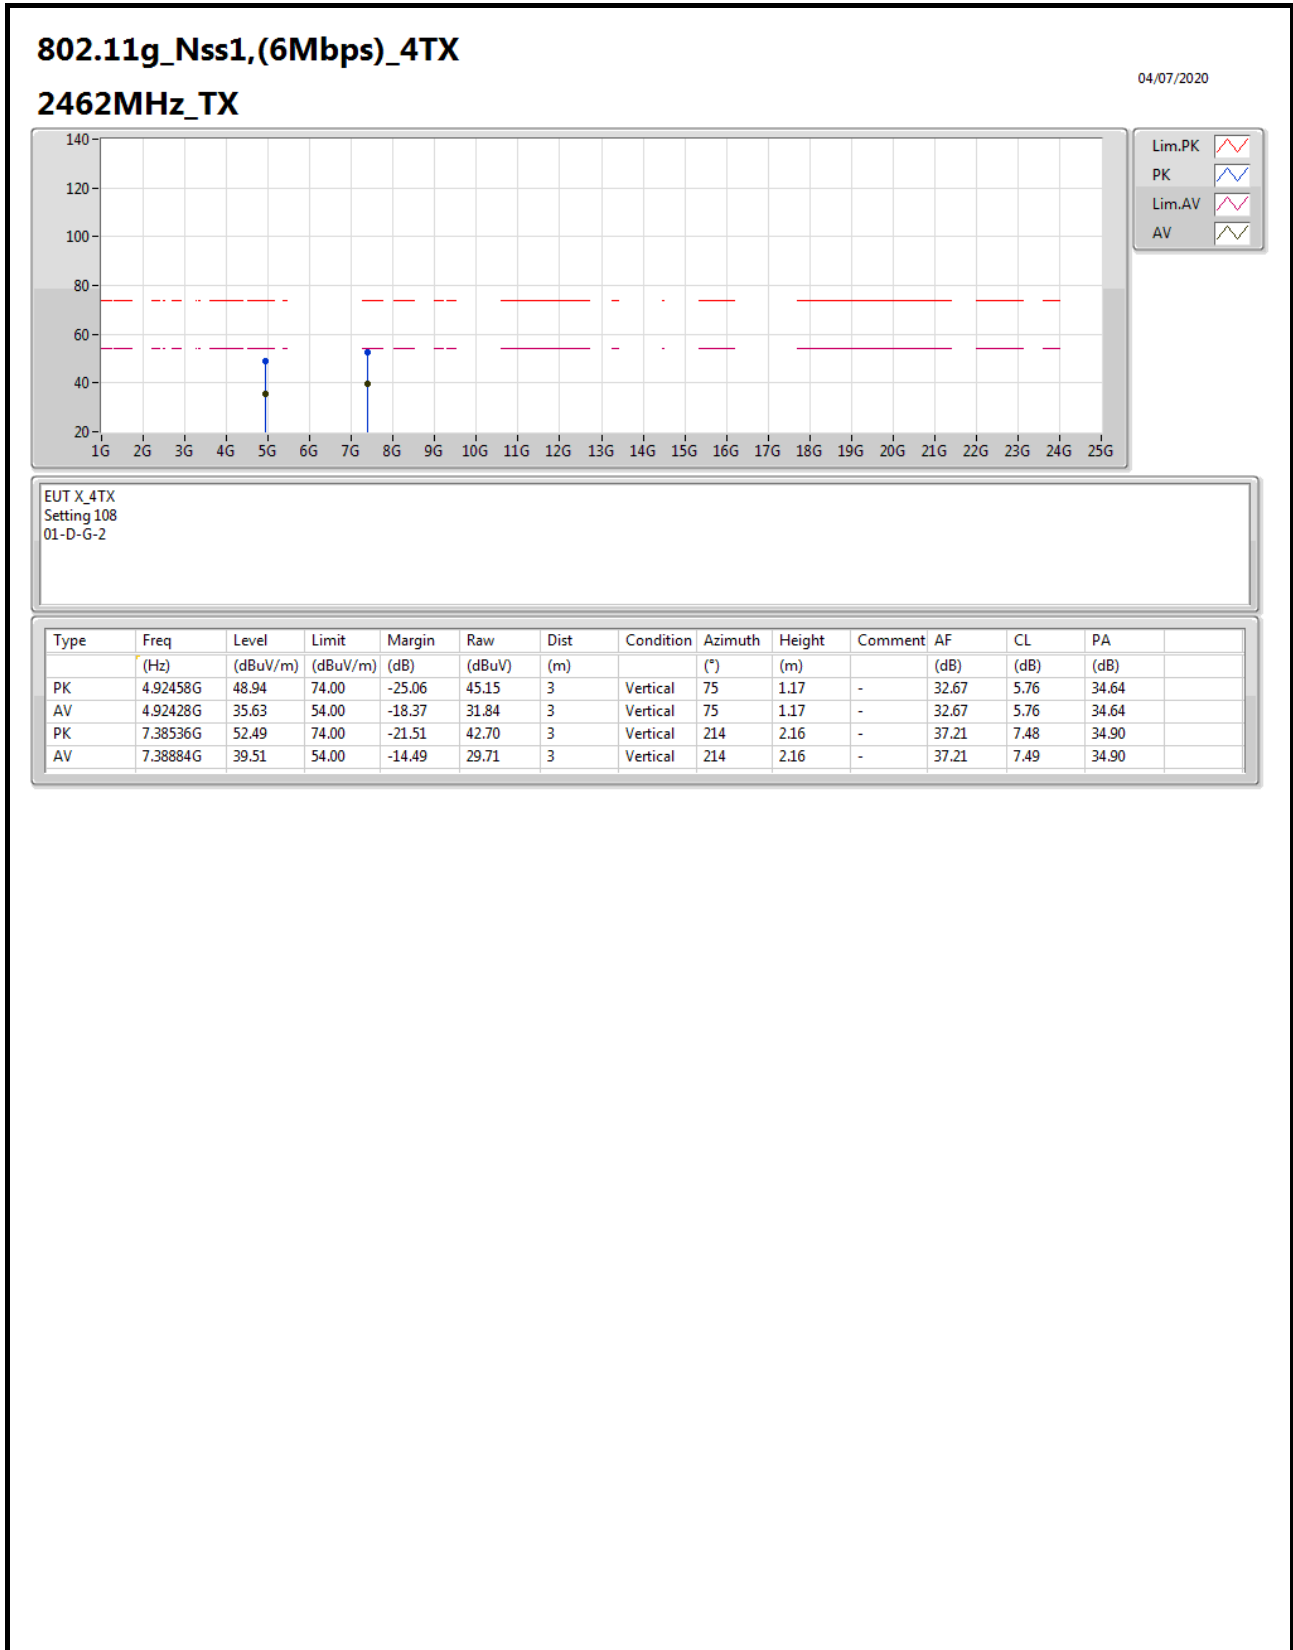 802.11g_Nss1,(6Mbps)_4TX
04/07/2020
2462MHz_TX
140
120
100
80
60
40
20
1G 2G 3G 4G 5G 6G 7G 8G 9G 10G 11G 12G 13G 14G 15G 16G 17G 18G 19G 20G 21G 22G 23G 24G 25G
Lim.PK
PK
Lim.AV
AV
EUT X_4TX
Setting 108
01-D-G-2
Type Freq Level Limit Margin Raw Dist Condition Azimuth Height Comment AF CL PA
(Hz) (dBuV/m) (dBuV/m) (dB) (dBuV) (m) (°) (m) (dB) (dB) (dB)
PK 4.92458G 48.94 74.00 -25.06 45.15 3 Vertical 75 1.17 - 32.67 5.76 34.64
AV 4.92428G 35.63 54.00 -18.37 31.84 3 Vertical 75 1.17 - 32.67 5.76 34.64
PK 7.38536G 52.49 74.00 -21.51 42.70 3 Vertical 214 2.16 - 37.21 7.48 34.90
AV 7.38884G 39.51 54.00 -14.49 29.71 3 Vertical 214 2.16 - 37.21 7.49 34.90